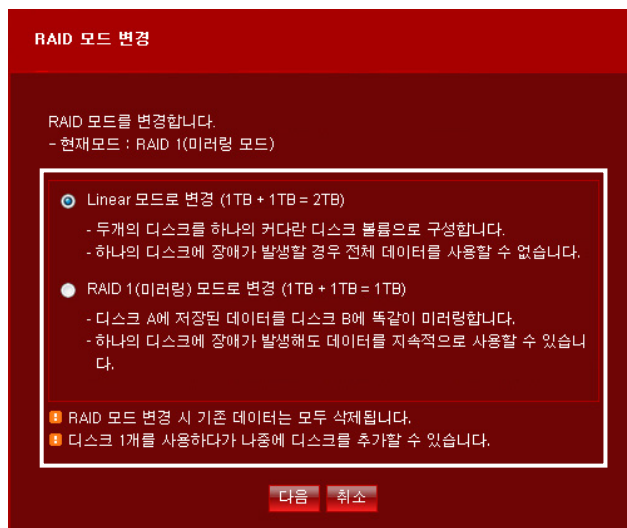 RAID 모드 변경
RAID 모드를 변경합니다.
- 현재모드 : RAID 1(미러링 모드)
Linear 모드로 변경 (1TB + 1TB = 2TB)
- 두개의 디스크를 하나의 커다란 디스크 볼륨으로 구성합니다.
- 하나의 디스크에 장애가 발생할 경우 전체 데이터를 사용할 수 없습니다.
RAID 1(미러링) 모드로 변경 (1TB + 1TB = 1TB)
- 디스크 A에 저장된 데이터를 디스크 B에 똑같이 미러링합니다.
- 하나의 디스크에 장애가 발생해도 데이터를 지속적으로 사용할 수 있습니
다.
RAID 모드 변경 시 기존 데이터는 모두 삭제됩니다.
디스크 1개를 사용하다가 나중에 디스크를 추가할 수 있습니다.
다음 취소